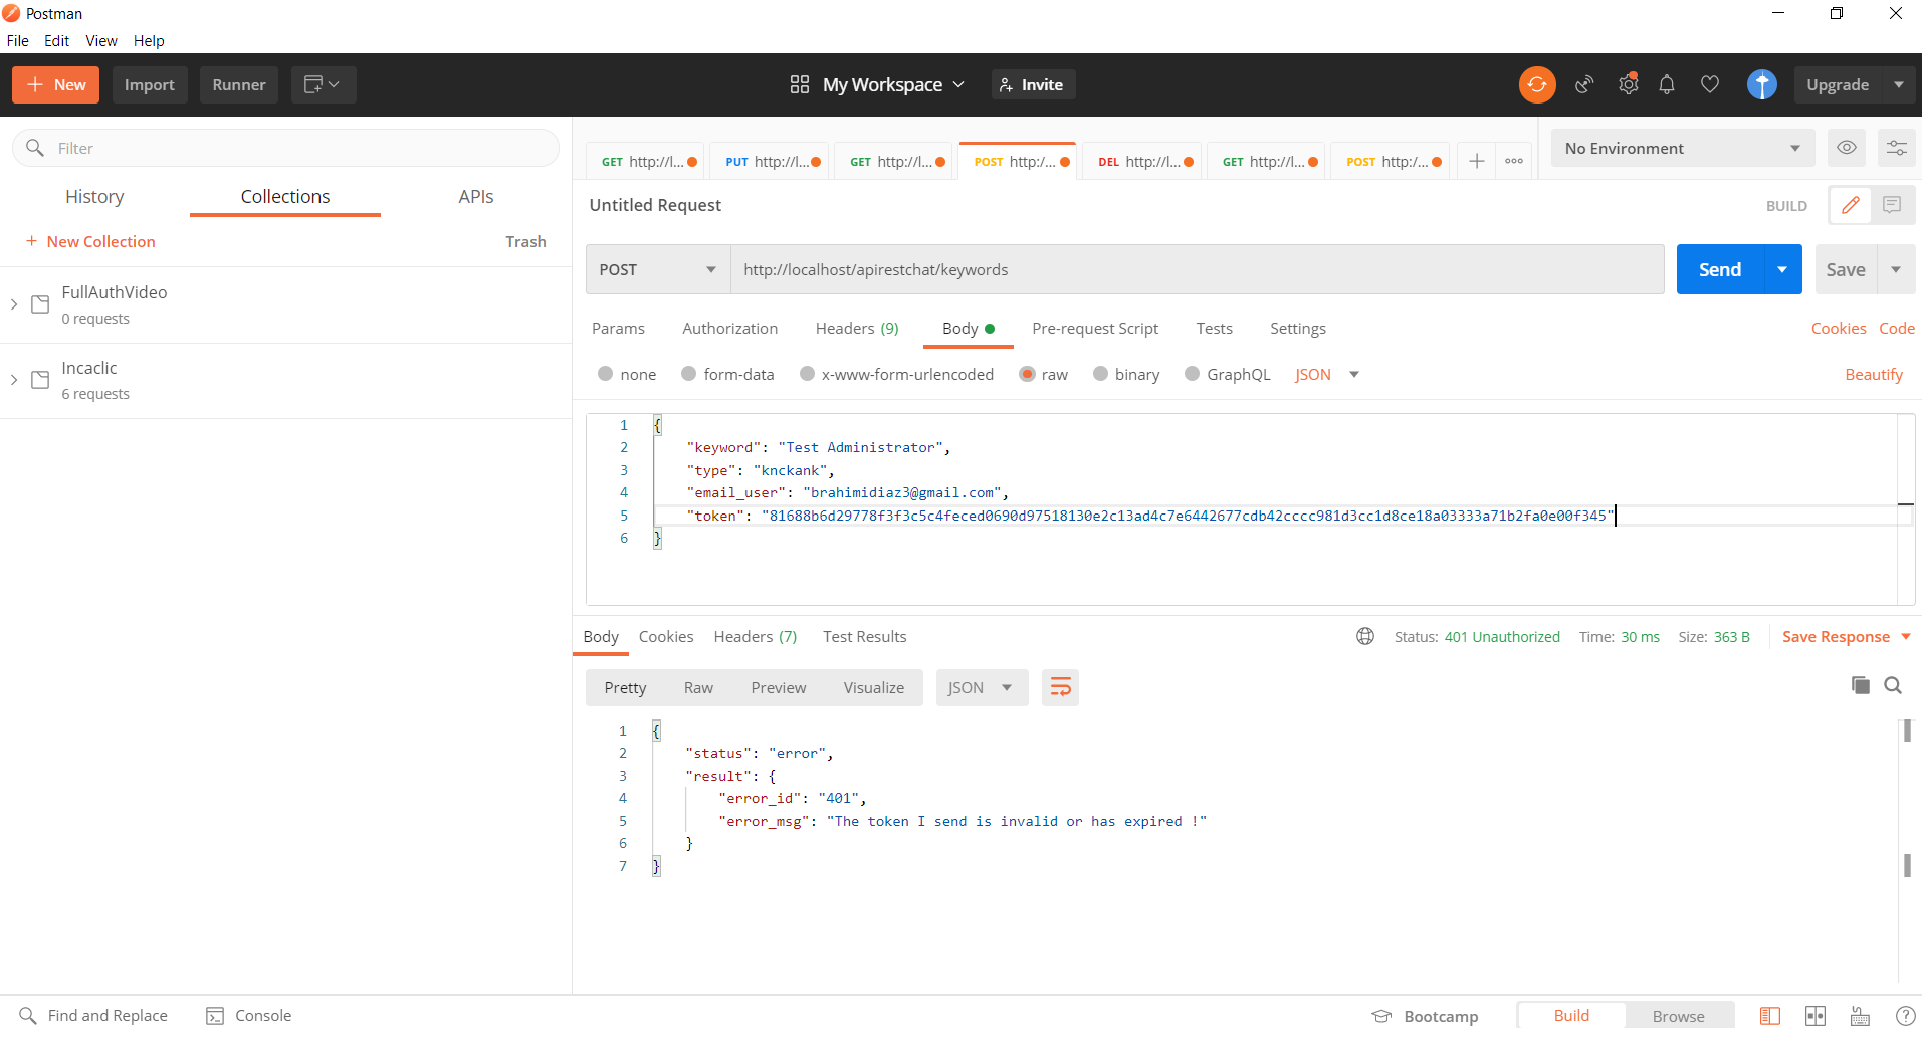 Postman
File Edit View Help
+ New Import Runner My Workspace Invite Upgrade
Filter
History Collections APIs
+ New Collection Trash
FullAuthVideo
0 requests
Incaclic
6 requests
GET http://l... PUT http://l... GET http://l... POST http:/... DEL http://l... GET http://l... POST http:/... + ooo No Environment
Untitled Request BUILD
POST http://localhost/apirestchat/keywords Send Save
Params Authorization Headers (9) Body Pre-request Script Tests Settings Cookies Code
none form-data x-www-form-urlencoded raw binary GraphQL JSON Beautify
1 {
2 "keyword": "Test Administrator",
3 "type": "knckank",
4 "email_user": "brahimidiaz3@gmail.com",
5 "token": "81688b6d29778f3f3c5c4feced0690d97518130e2c13ad4c7e6442677cdb42cccc981d3cc1d8ce18a03333a71b2fa0e00f345"
6 }
Body Cookies Headers (7) Test Results Status: 401 Unauthorized Time: 30 ms Size: 363 B Save Response
Pretty Raw Preview Visualize JSON
1 {
2 "status": "error",
3 "result": {
4 "error_id": "401",
5 "error_msg": "The token I send is invalid or has expired !"
6 }
7 }
Find and Replace Console Bootcamp Build Browse